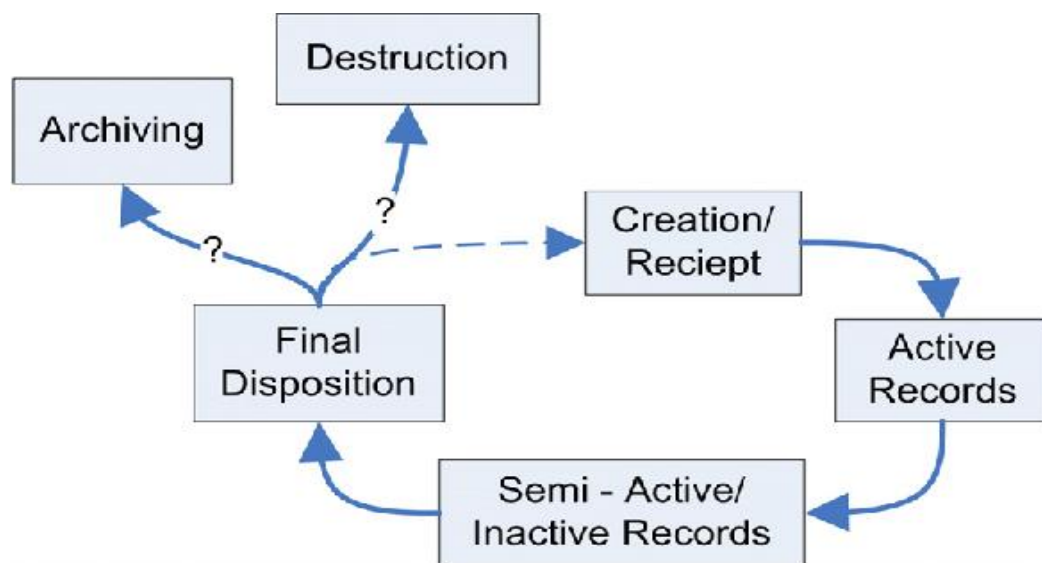 Destruction
Archiving
?
?
Creation/
Reciept
Final
Disposition
Active
Records
Semi - Active/
Inactive Records